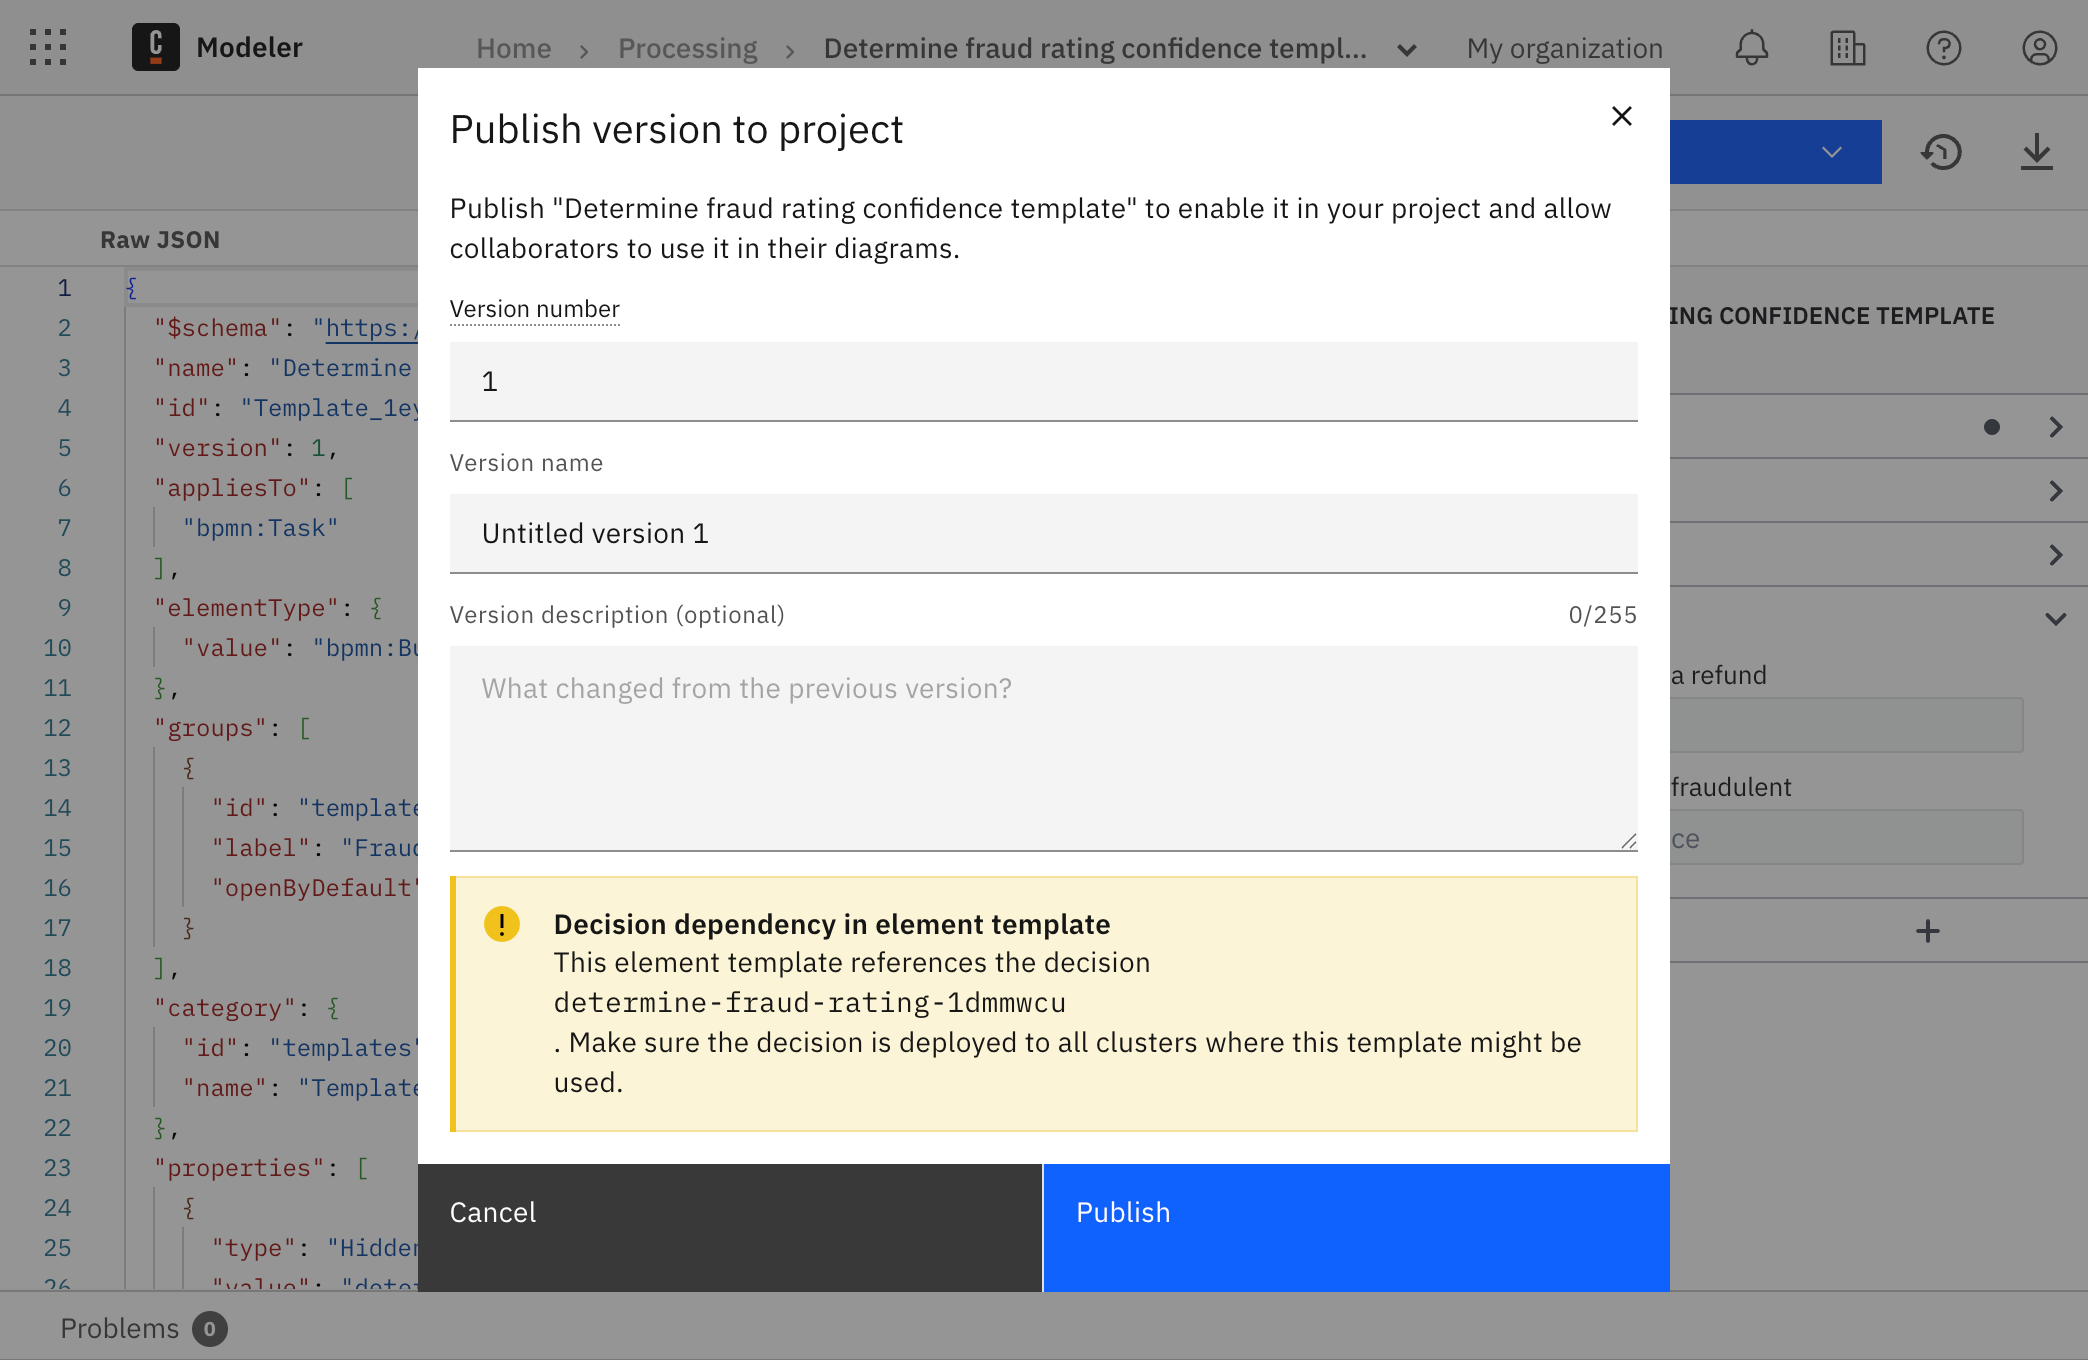 Modeler
Home
Processing
Determine fraud rating confidence templ...
My organization
Publish version to project
Publish "Determine fraud rating confidence template" to enable it in your project and allow
collaborators to use it in their diagrams.
Version number
1
Version name
Untitled version 1
Version description (optional)
0/255
What changed from the previous version?
Decision dependency in element template
This element template references the decision
determine-fraud-rating-1dmmwcu
. Make sure the decision is deployed to all clusters where this template might be
used.
Cancel
Publish
Raw JSON
1 {
2 "$schema": "https:/
3 "name": "Determine
4 "id": "Template_1ey
5 "version": 1,
6 "appliesTo": [
7 "bpmn:Task"
8 ],
9 "elementType": {
10 "value": "bpmn:Bu
11 },
12 "groups": [
13 {
14 "id": "template
15 "label": "Fraud
16 "openByDefault"
17 }
18 ],
19 "category": {
20 "id": "templates"
21 "name": "Template
22 },
23 "properties": [
24 {
25 "type": "Hidden
26 "value": "deter
ING CONFIDENCE TEMPLATE
a refund
fraudulent
ce
Problems 0